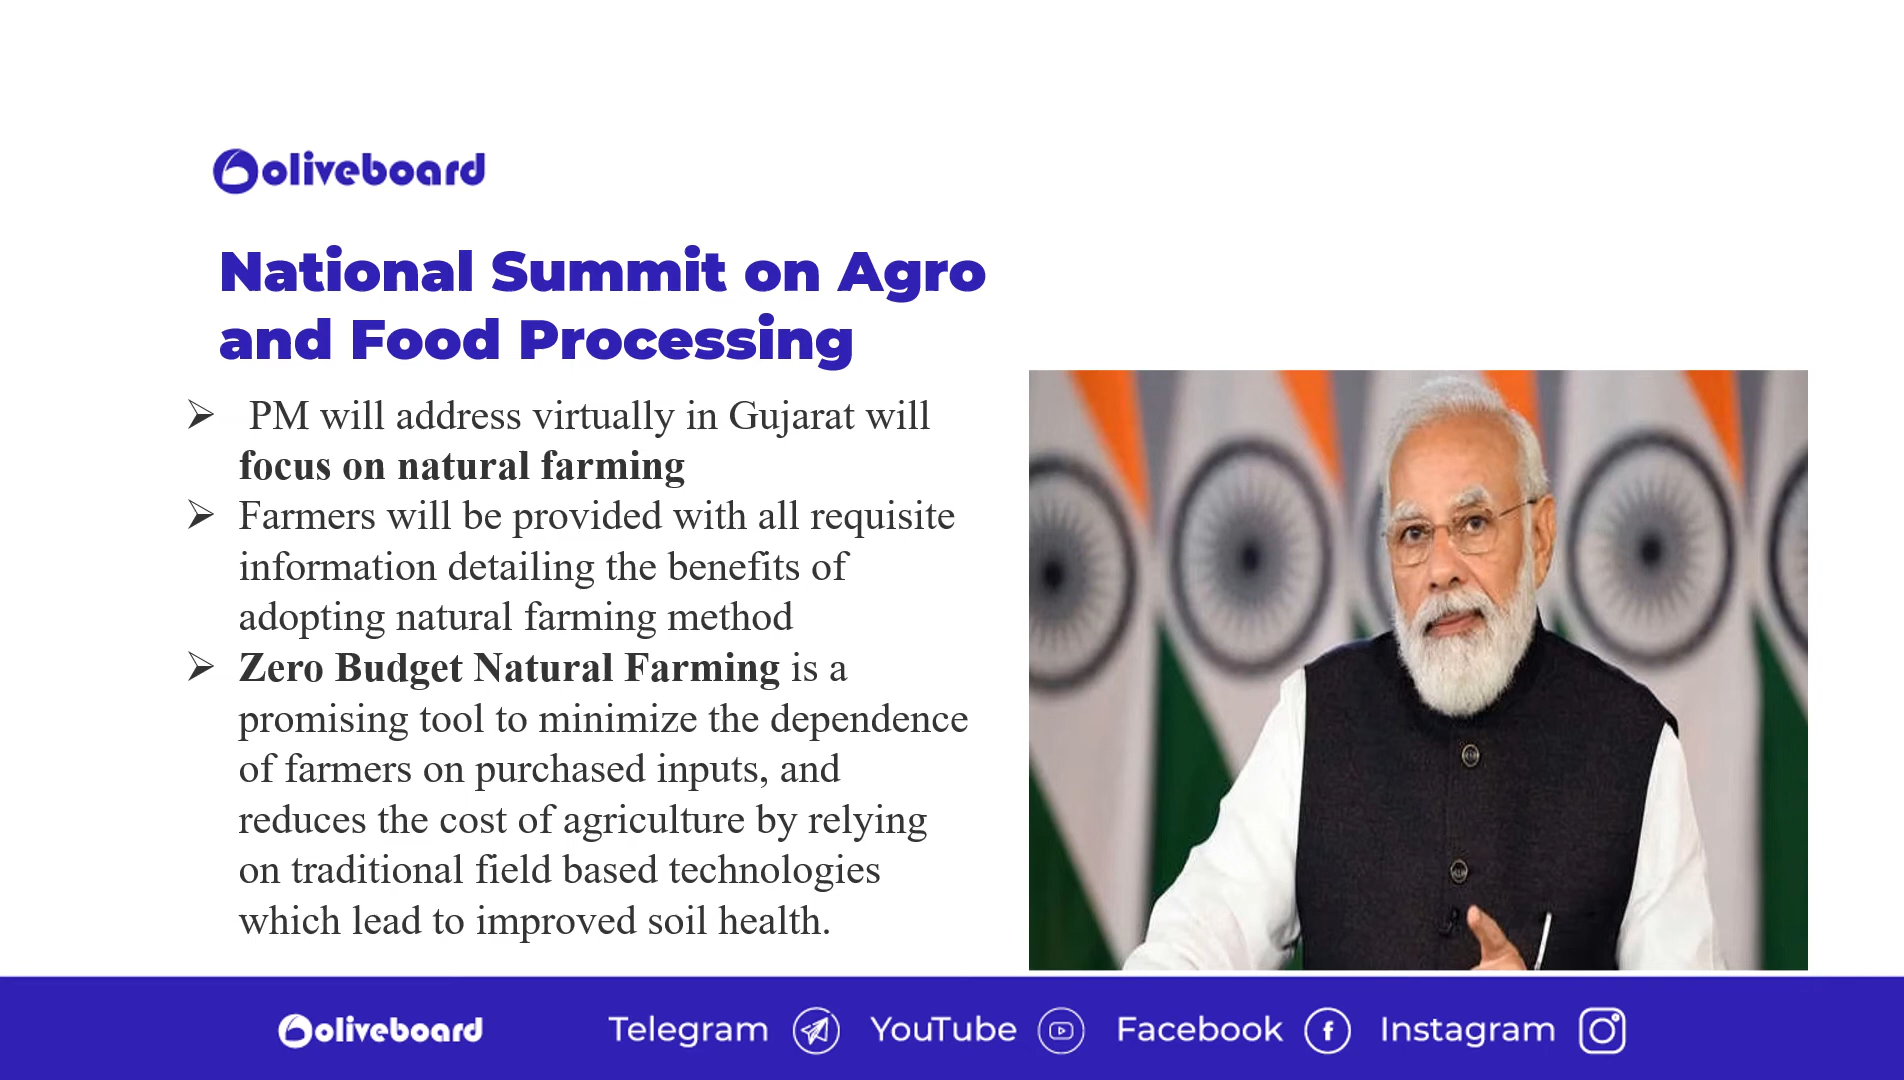 oliveboard
National Summit on Agro
and Food Processing
➢ PM will address virtually in Gujarat will
focus on natural farming
➢ Farmers will be provided with all requisite
information detailing the benefits of
adopting natural farming method
➢ Zero Budget Natural Farming is a
promising tool to minimize the dependence
of farmers on purchased inputs, and
reduces the cost of agriculture by relying
on traditional field based technologies
which lead to improved soil health.
oliveboard Telegram YouTube Facebook Instagram